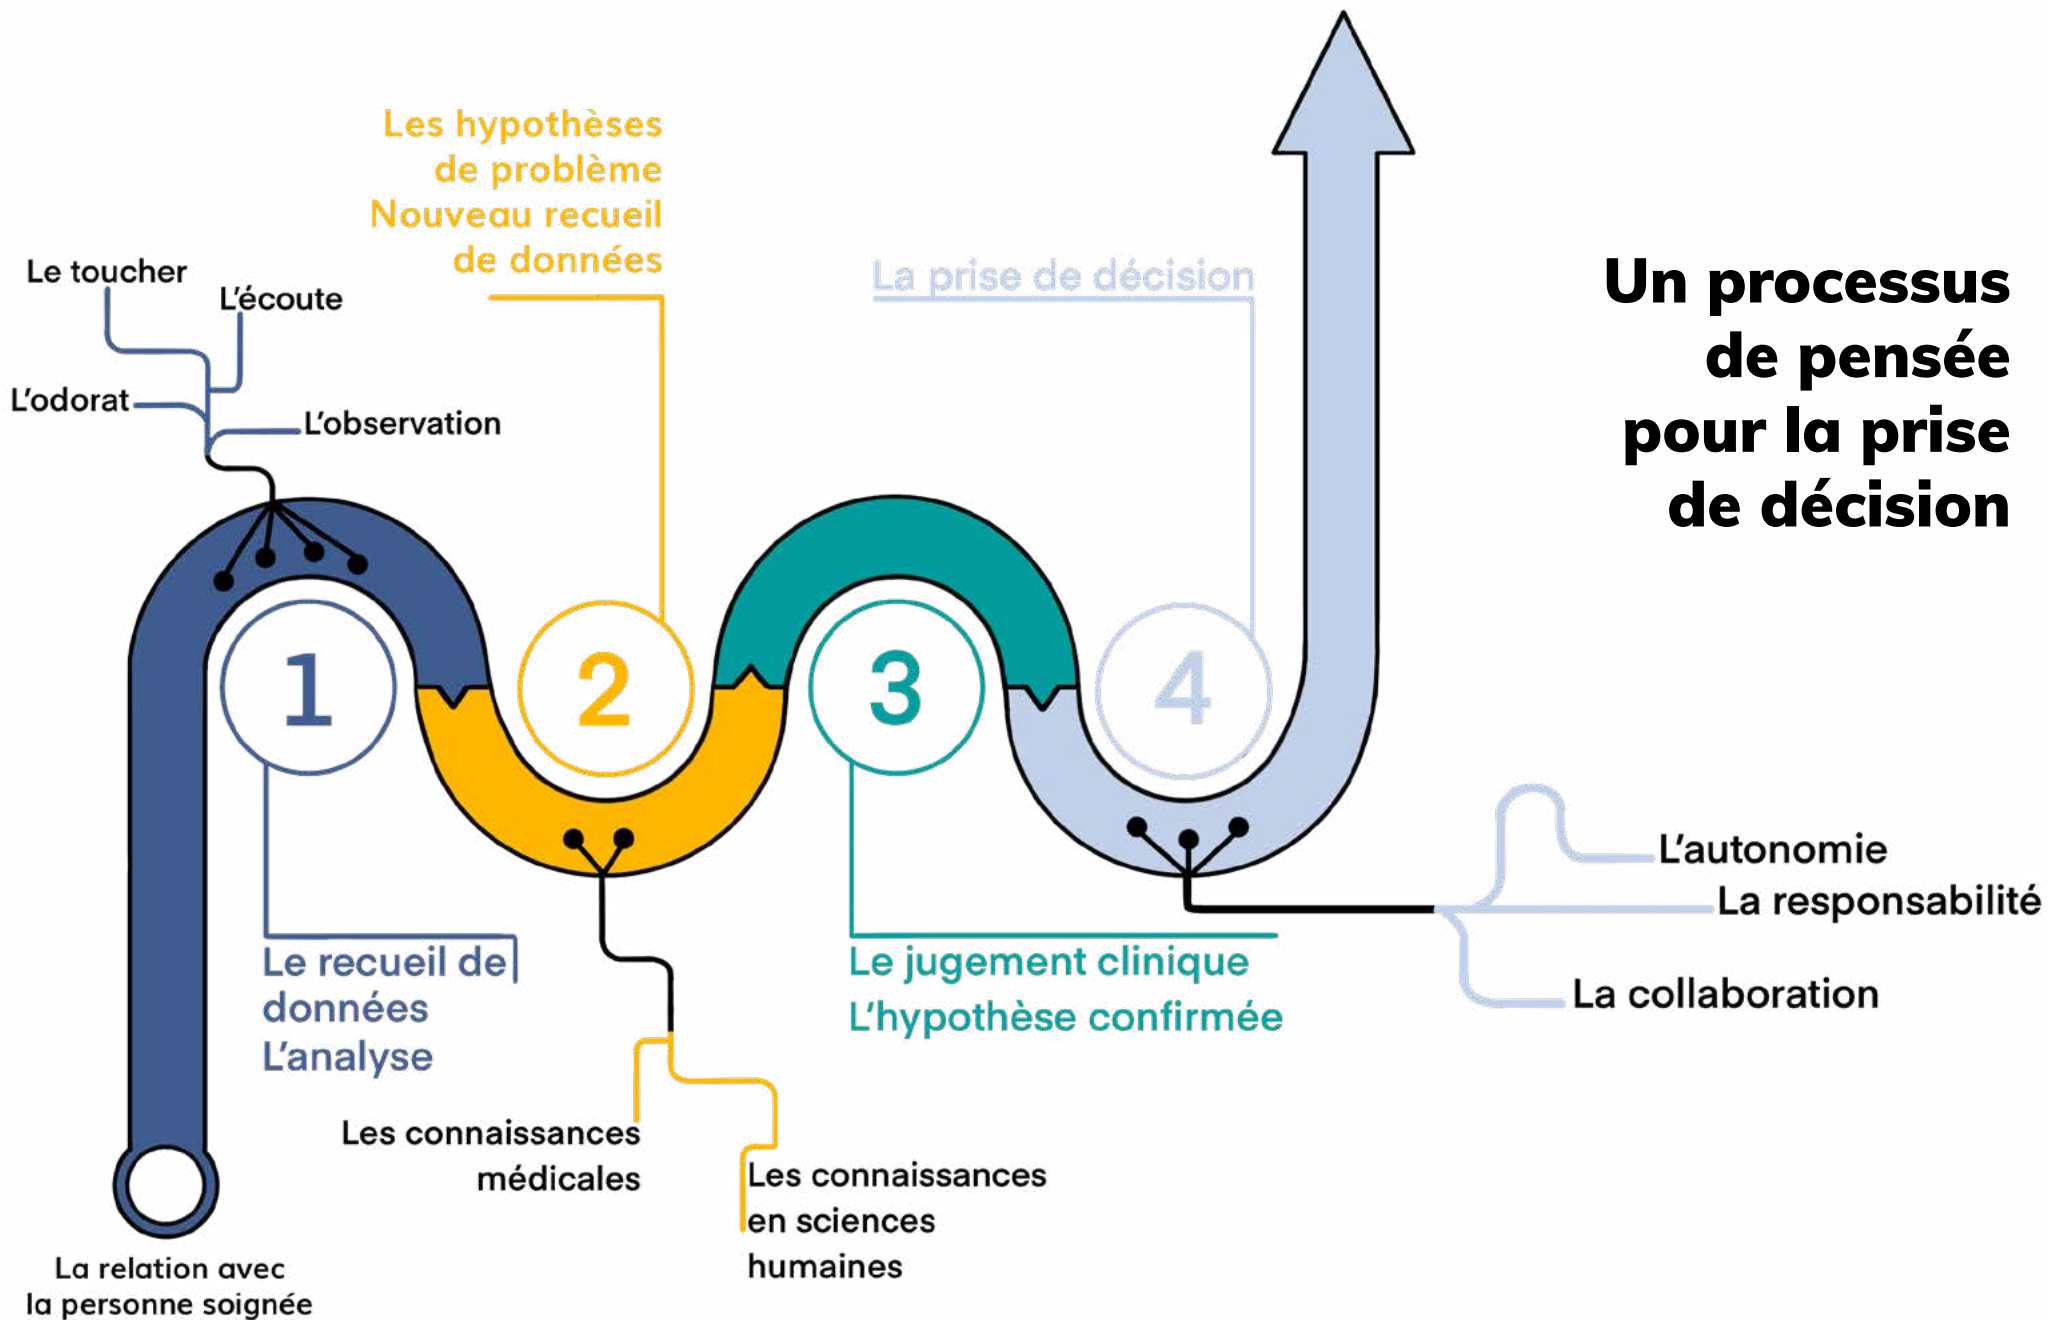 Les hypothèses
de problème
Nouveau recueil
de données
Le toucher
L'écoute
L'odorat
L'observation
La prise de décision
Un processus
de pensée
pour la prise
de décision
1
2
3
4
Le recueil de
données
L'analyse
Le jugement clinique
L'hypothèse confirmée
L'autonomie
La responsabilité
La collaboration
Les connaissances
médicales
Les connaissances
en sciences
humaines
La relation avec
la personne soignée